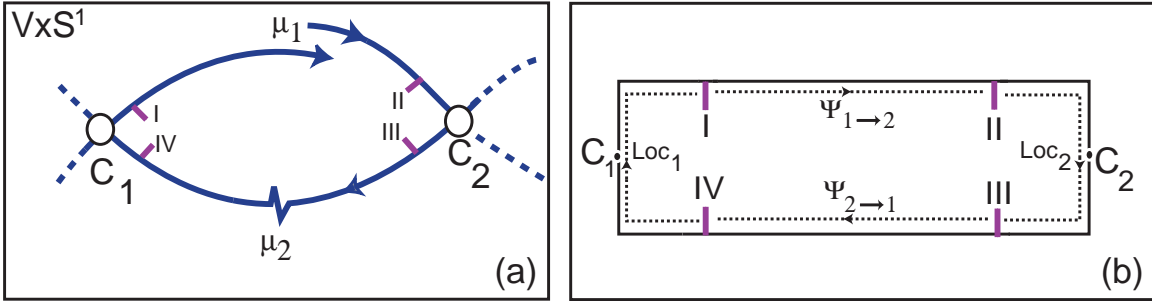 VxS¹
μ₁
I
II
IV
III
C₁
C₂
μ₂
(a)
Ψ₁→₂
I
II
C₁
Loc₁
Loc₂
C₂
IV
Ψ₂→₁
III
(b)